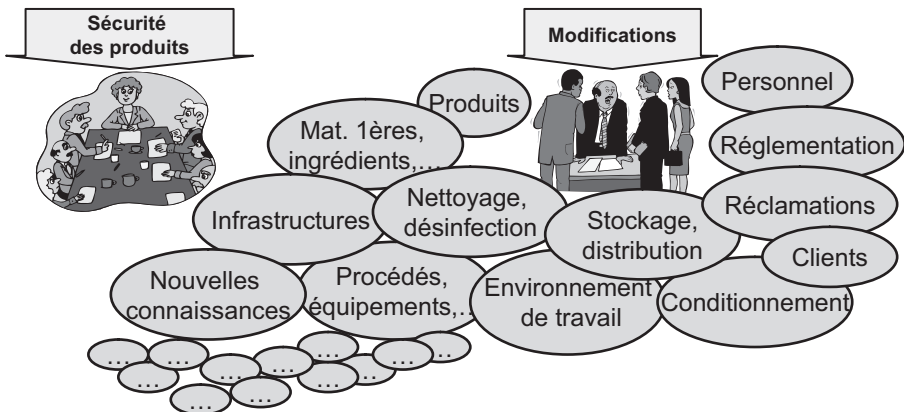 Sécurité
des produits
Modifications
Personnel
Produits
Mat. 1ères,
ingrédients,...
Réglementation
Nettoyage,
désinfection
Infrastructures
Stockage,
distribution
Réclamations
Clients
Nouvelles
connaissances
Procédés,
équipements,..
Environnement
de travail
Conditionnement
...
...
...
...
...
...
...
...
...
...
...
...